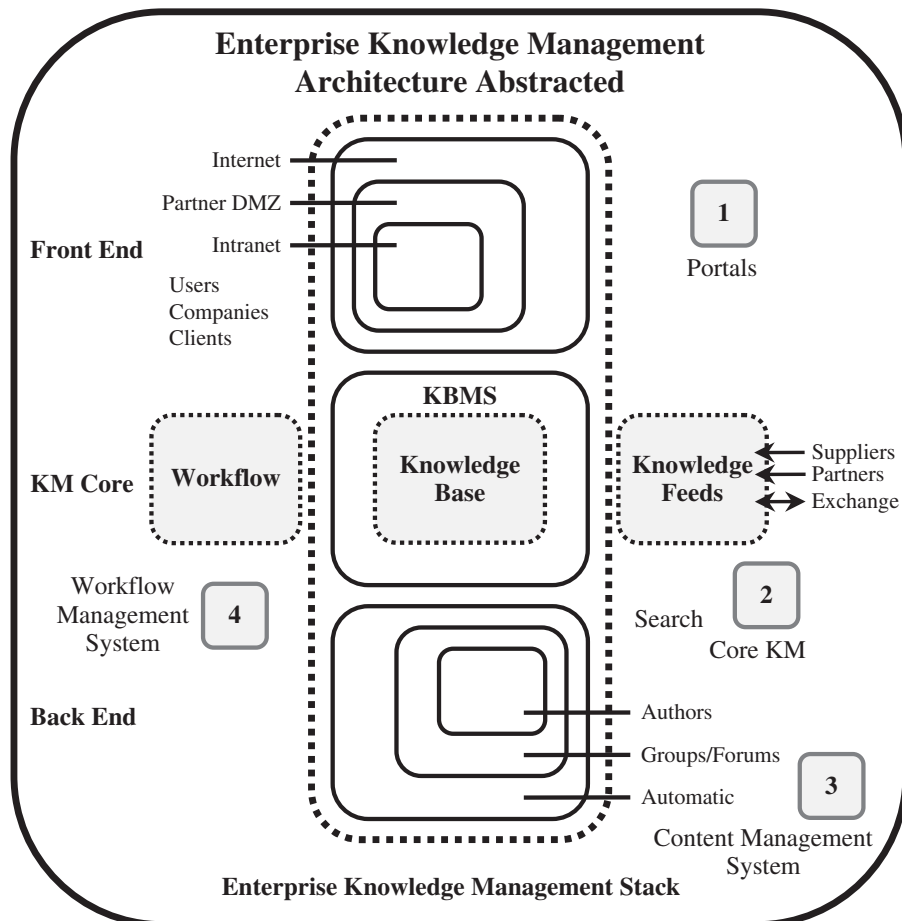 Enterprise Knowledge Management
Architecture Abstracted
Internet
Partner DMZ
Front End
Intranet
Users
Companies
Clients
1
Portals
KBMS
KM Core
Workflow
Knowledge
Base
Knowledge
Feeds
Suppliers
Partners
Exchange
Workflow
Management
System
4
Search
2
Core KM
Back End
Authors
Groups/Forums
Automatic
3
Content Management
System
Enterprise Knowledge Management Stack